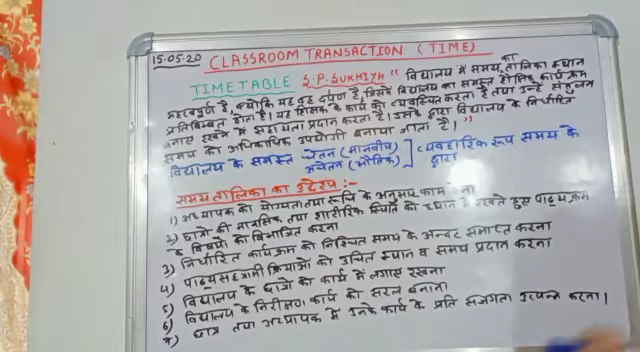 15.05.20
CLASSROOM TRANSACTION (TIME)
TIMETABLE S.P.SUKHIYA " विद्यालय में समय तालिका का स्थान
महत्वपूर्ण है, क्योंकि यह वह दर्पण है, जिसमें विद्यालय का समस्त शैक्षिक कार्यक्रम
प्रतिबिम्बित होता है। यह शिक्षक के कार्य को व्यवस्थित करता है तथा उन्हें संतुलन
बनाए रखने में सहायता प्रदान करता है। इसके द्वारा विद्यालय के निर्धारित
समय को अधिकाधिक उपयोगी बनाया जाता है।"
विद्यालय के समस्त चेतन (मानवीय) व्यवहारिक रूप समय के
अचेतन (भौतिक) द्वारा
समय तालिका का उद्देश्य :-
1) अध्यापक को योग्यता तथा रूचि के अनुसार काम
2) छात्रों की मानसिक तथा शारीरिक स्थिति को ध्यान में रखते हुए पाठ्यक्रम
के विषयों को विभाजित करना
3) निर्धारित कार्यक्रम को निश्चित समय के अन्दर समाप्त करना
4) पाठ्यसहगामी क्रियाओं को उचित स्थान व समय प्रदान करना
5) विद्यालय के छात्रों को कार्य में लगाए रखना
6) विद्यालय के निरीक्षण कार्य को सरल बनाना
7) छात्र तथा अध्यापक में उनके कार्य के प्रति सजगता उत्पन्न करना।